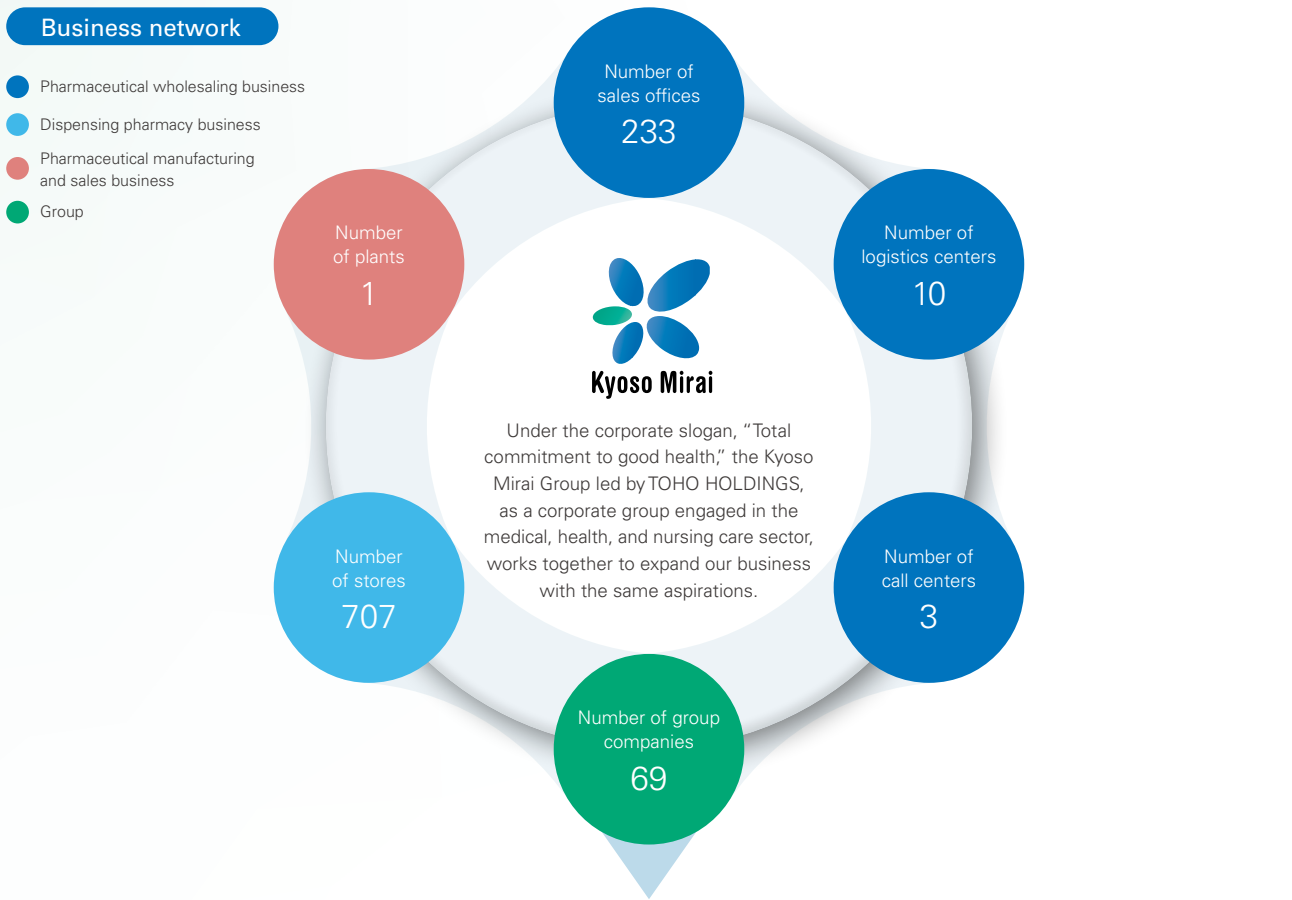 Business network
Pharmaceutical wholesaling business
Dispensing pharmacy business
Pharmaceutical manufacturing
and sales business
Group
Number of
sales offices
233
Number
of plants
1
Number of
logistics centers
10
Kyoso Mirai
Under the corporate slogan, “Total
commitment to good health,” the Kyoso
Mirai Group led by TOHO HOLDINGS,
as a corporate group engaged in the
medical, health, and nursing care sector,
works together to expand our business
with the same aspirations.
Number
of stores
707
Number of
call centers
3
Number of group
companies
69